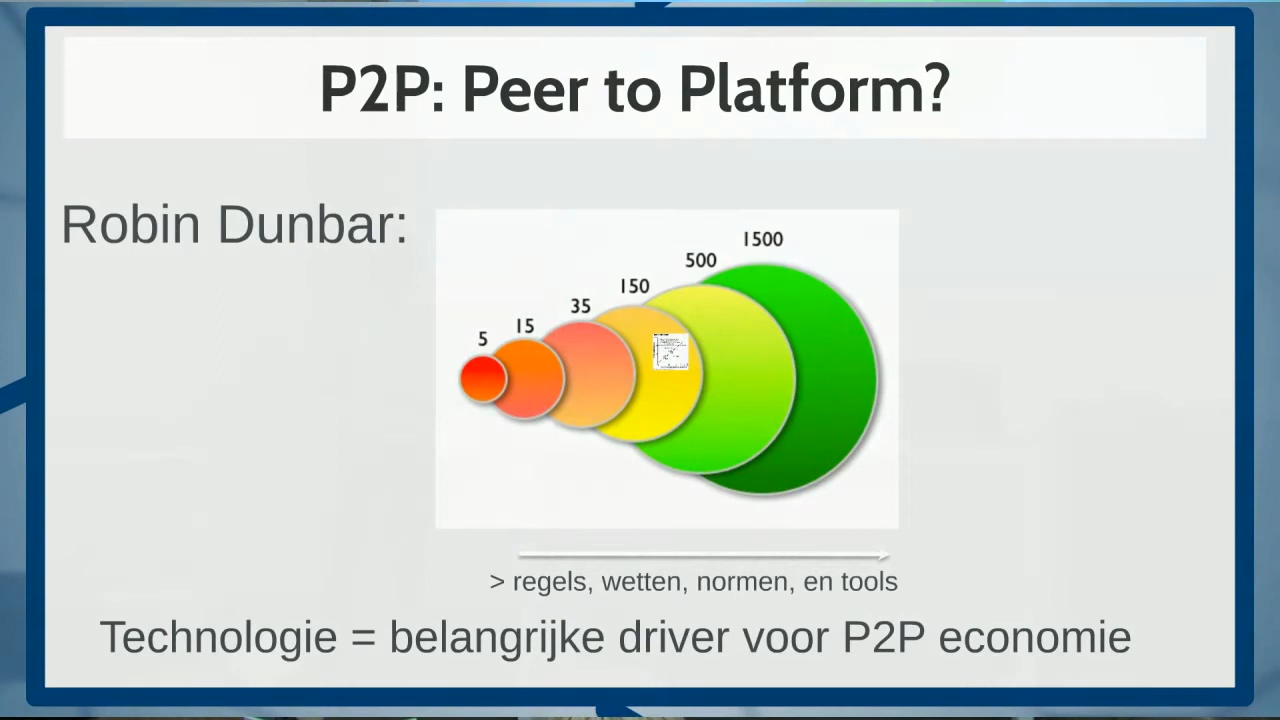 P2P: Peer to Platform?
Robin Dunbar:
1500
500
150
35
15
5
> regels, wetten, normen, en tools
Technologie = belangrijke driver voor P2P economie